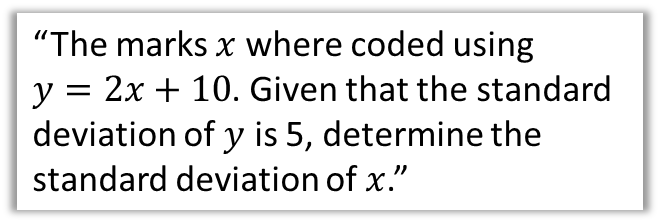 “The marks 𝑥 where coded using
𝑦 = 2𝑥 + 10. Given that the standard
deviation of 𝑦 is 5, determine the
standard deviation of 𝑥.”